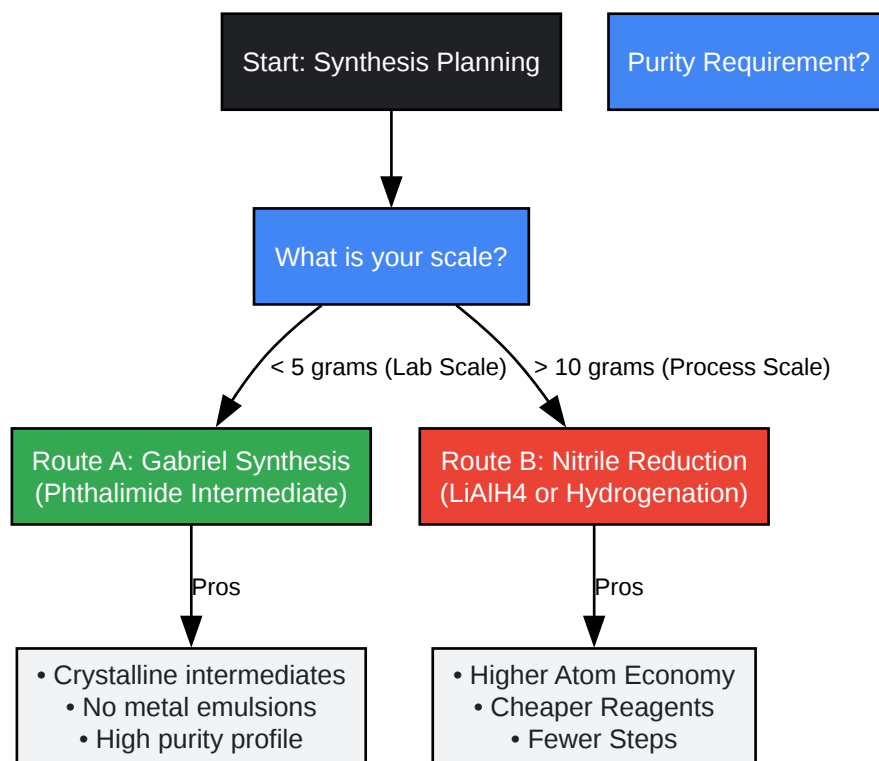 Start: Synthesis Planning
Purity Requirement?
What is your scale?
< 5 grams (Lab Scale)
> 10 grams (Process Scale)
Route A: Gabriel Synthesis
(Phthalimide Intermediate)
Route B: Nitrile Reduction
(LiAlH4 or Hydrogenation)
Pros
Pros
• Crystalline intermediates
• No metal emulsions
• High purity profile
• Higher Atom Economy
• Cheaper Reagents
• Fewer Steps